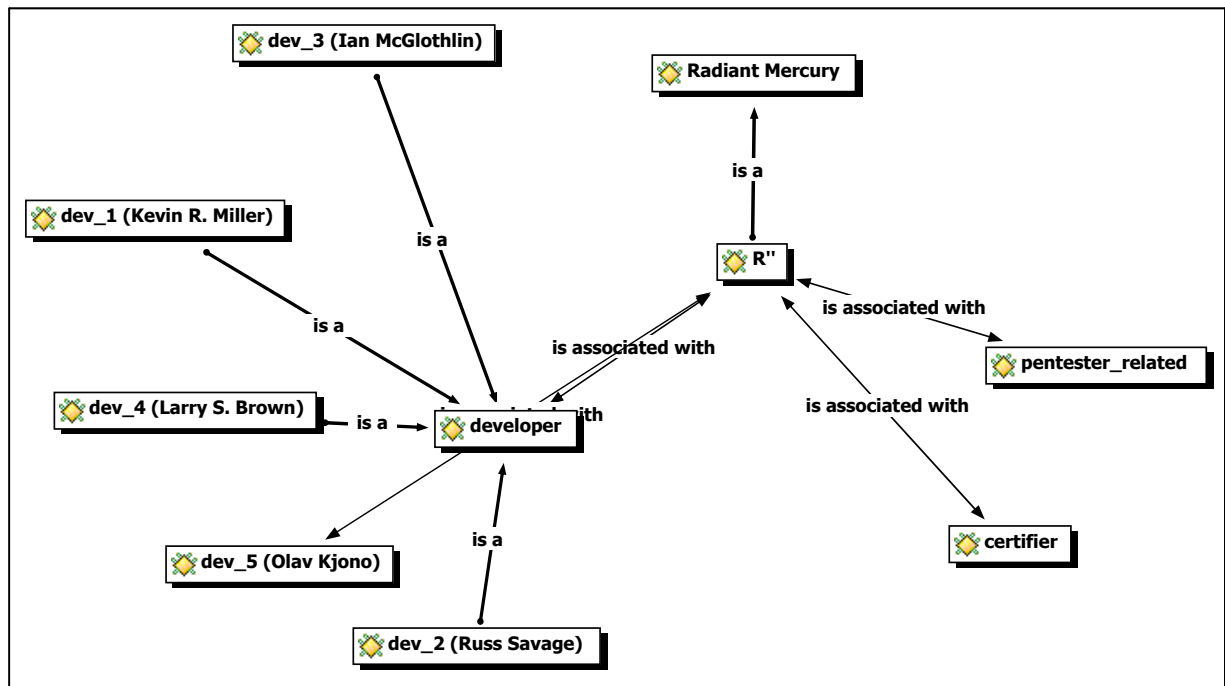 dev_3 (Ian McGlothlin)
Radiant Mercury
is a
dev_1 (Kevin R. Miller)
is a
R''
is associated with
is a
is associated with
pentester_related
dev_4 (Larry S. Brown)
is a
is associated with
with
developer
dev_5 (Olav Kjono)
is a
certifier
dev_2 (Russ Savage)